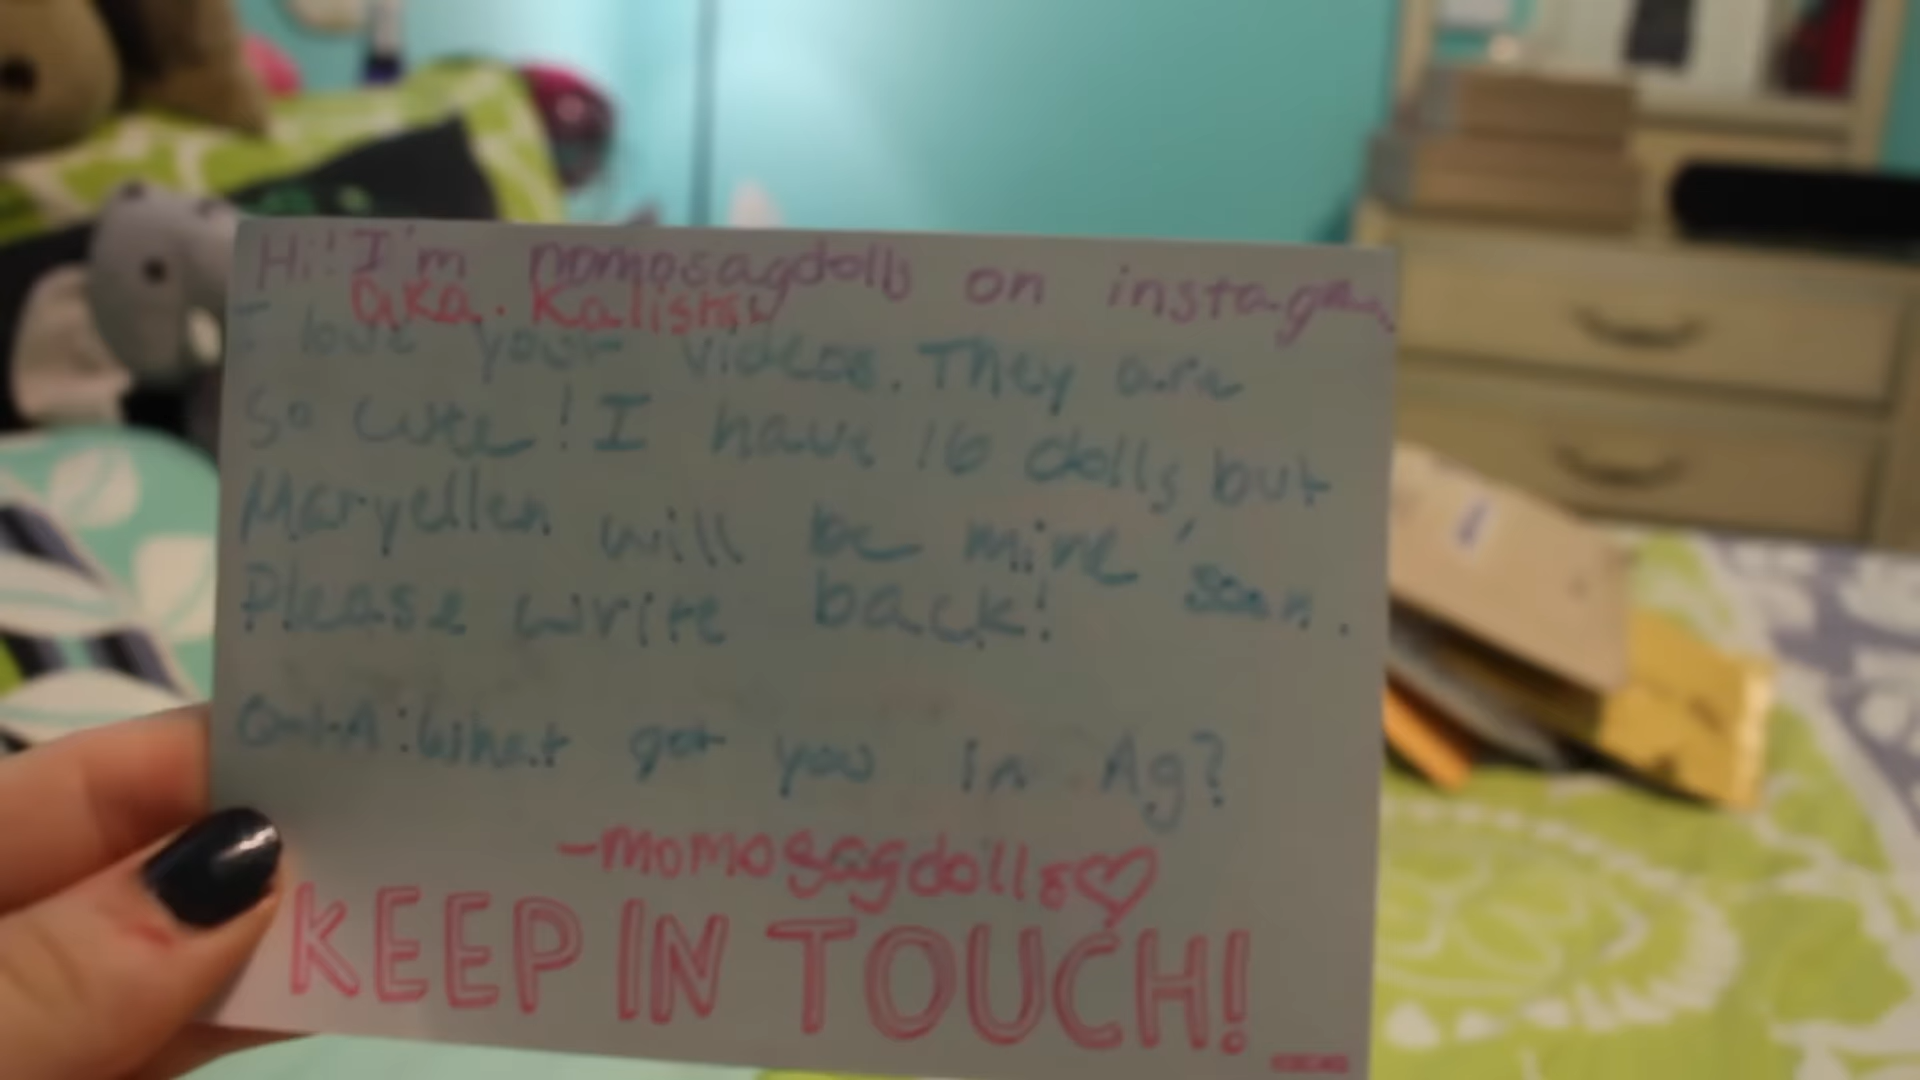 Hi! I'm momosagdolls on instagram
aka. Kalista
I love your videos. They are
So cute! I have 16 dolls, but
Maryellen will be mine soon.
Please write back!
What got you in Ag?
-momosagdolls♡
KEEP IN TOUCH!